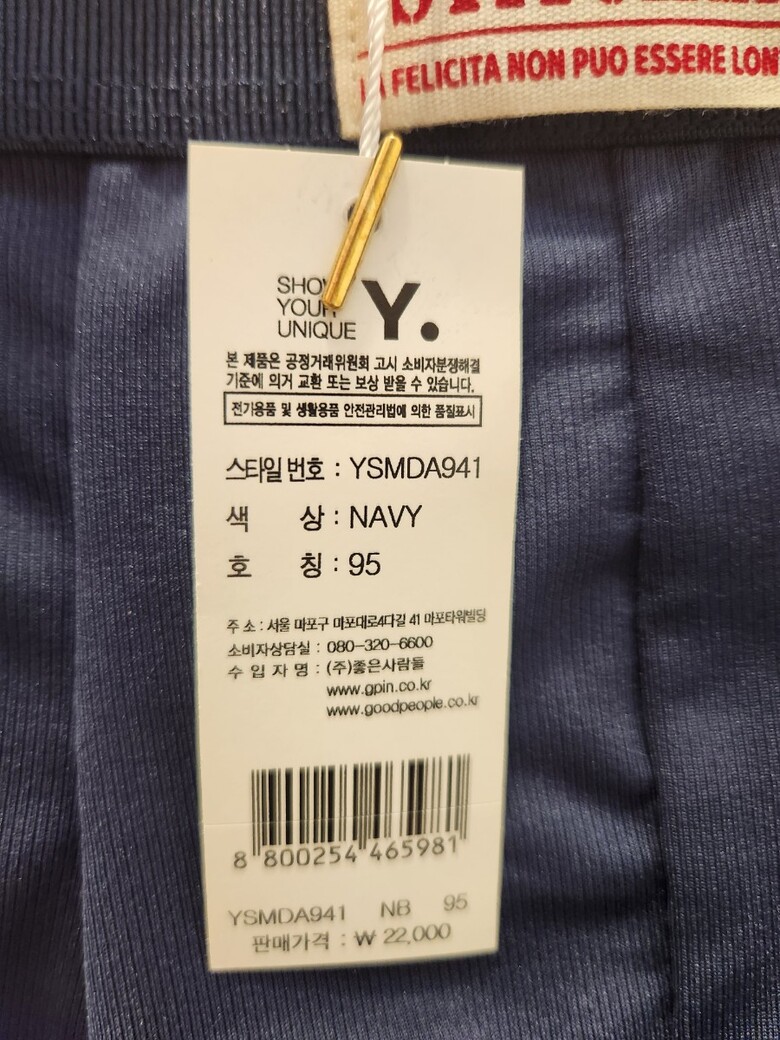 FELICITA NON PUO ESSERE LON
SHOW
YOUR
UNIQUE
Y.
본 제품은 공정거래위원회 고시 소비자분쟁해결
기준에 의거 교환 또는 보상 받을 수 있습니다.
전기용품 및 생활용품 안전관리법에 의한 품질표시
스타일번호 : YSMDA941
색 상 : NAVY
호 칭 : 95
주 소 : 서울 마포구 마포대로4다길 41 마포타워빌딩
소비자상담실 : 080-320-6600
수 입 자 명 : (주)좋은사람들
www.gpin.co.kr
www.goodpeople.co.kr
8 800254 465981
YSMDA941 NB 95
판매가격 : ₩ 22,000